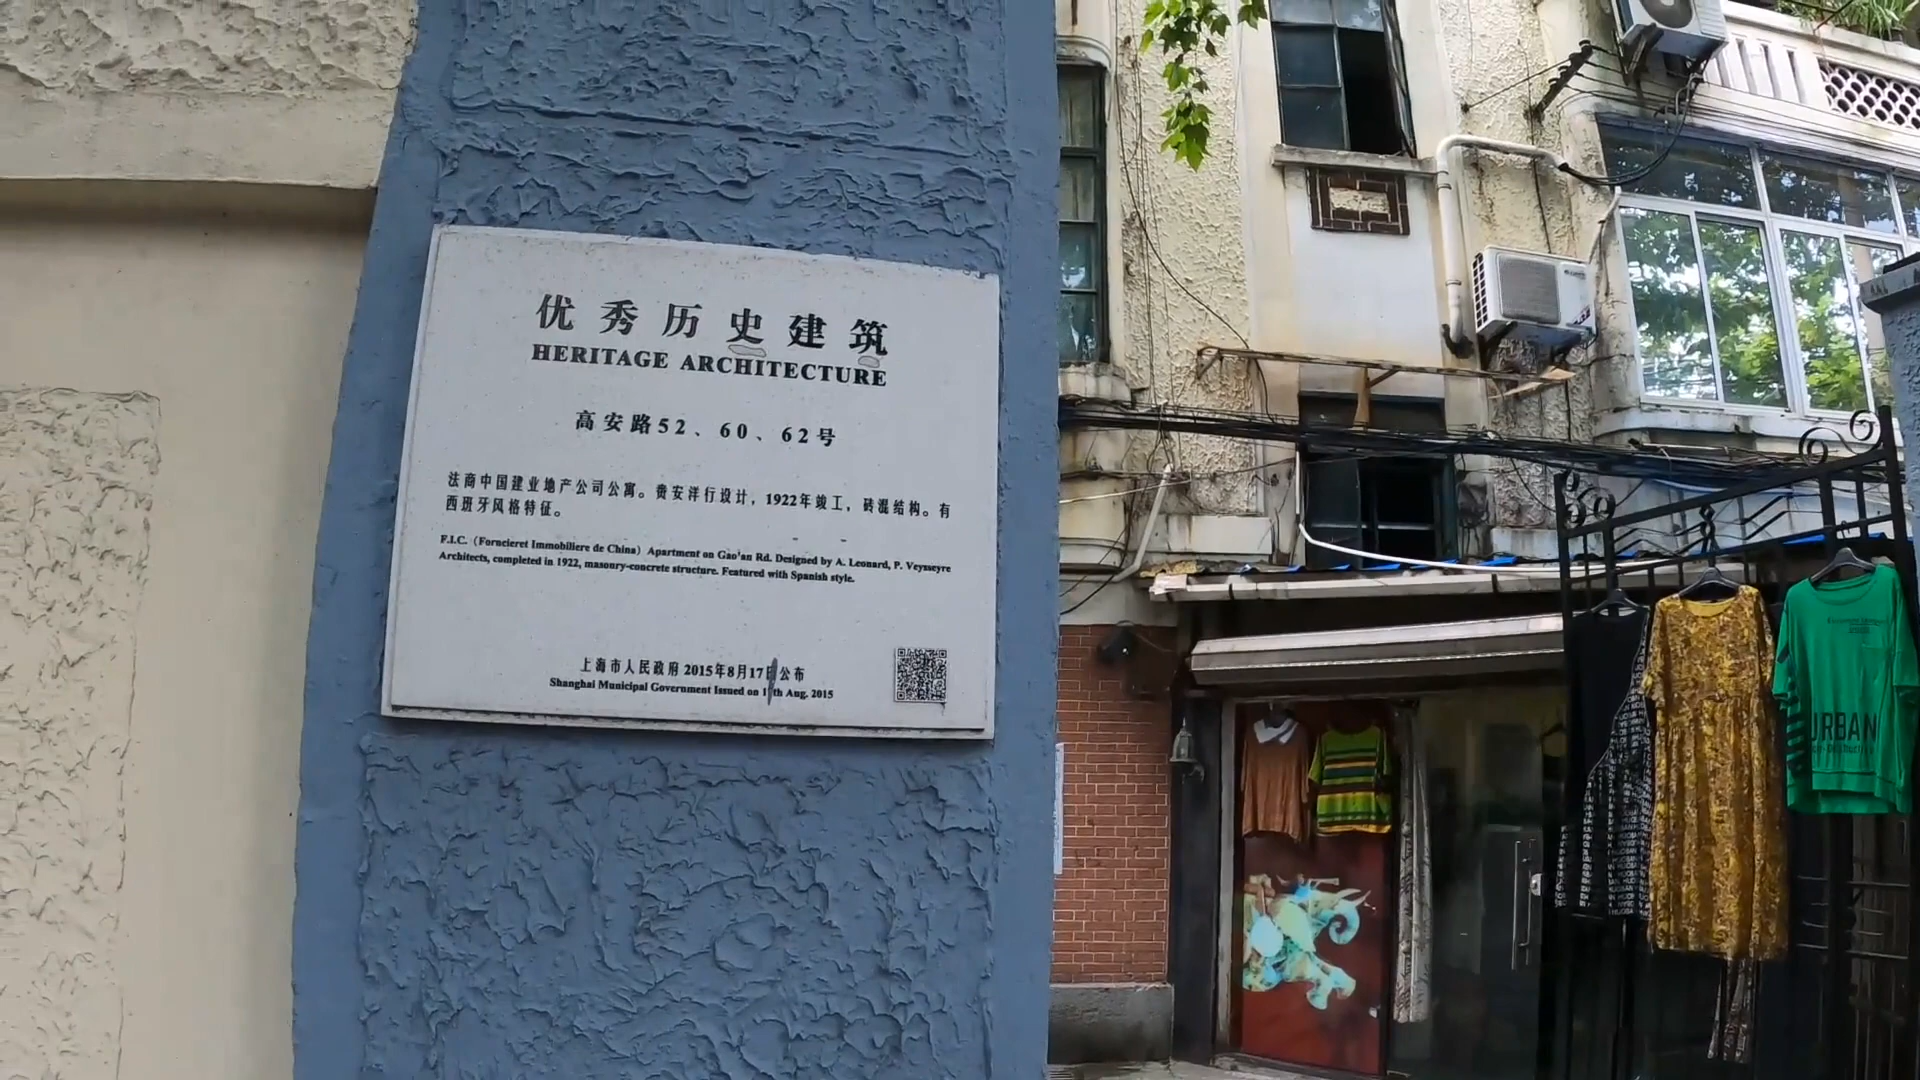 优秀历史建筑
HERITAGE ARCHITECTURE
高安路52、60、62号
法商中国建业地产公司公寓。赉安洋行设计，1922年竣工，砖混结构。有
西班牙风格特征。
F.I.C.（Forncieret Immobiliere de China）Apartment on Gao'an Rd. Designed by A. Leonard, P. Veysseyre
Architects, completed in 1922, masonry-concrete structure. Featured with Spanish style.
上海市人民政府 2015年8月17日公布
Shanghai Municipal Government Issued on 17th Aug. 2015
URBAN